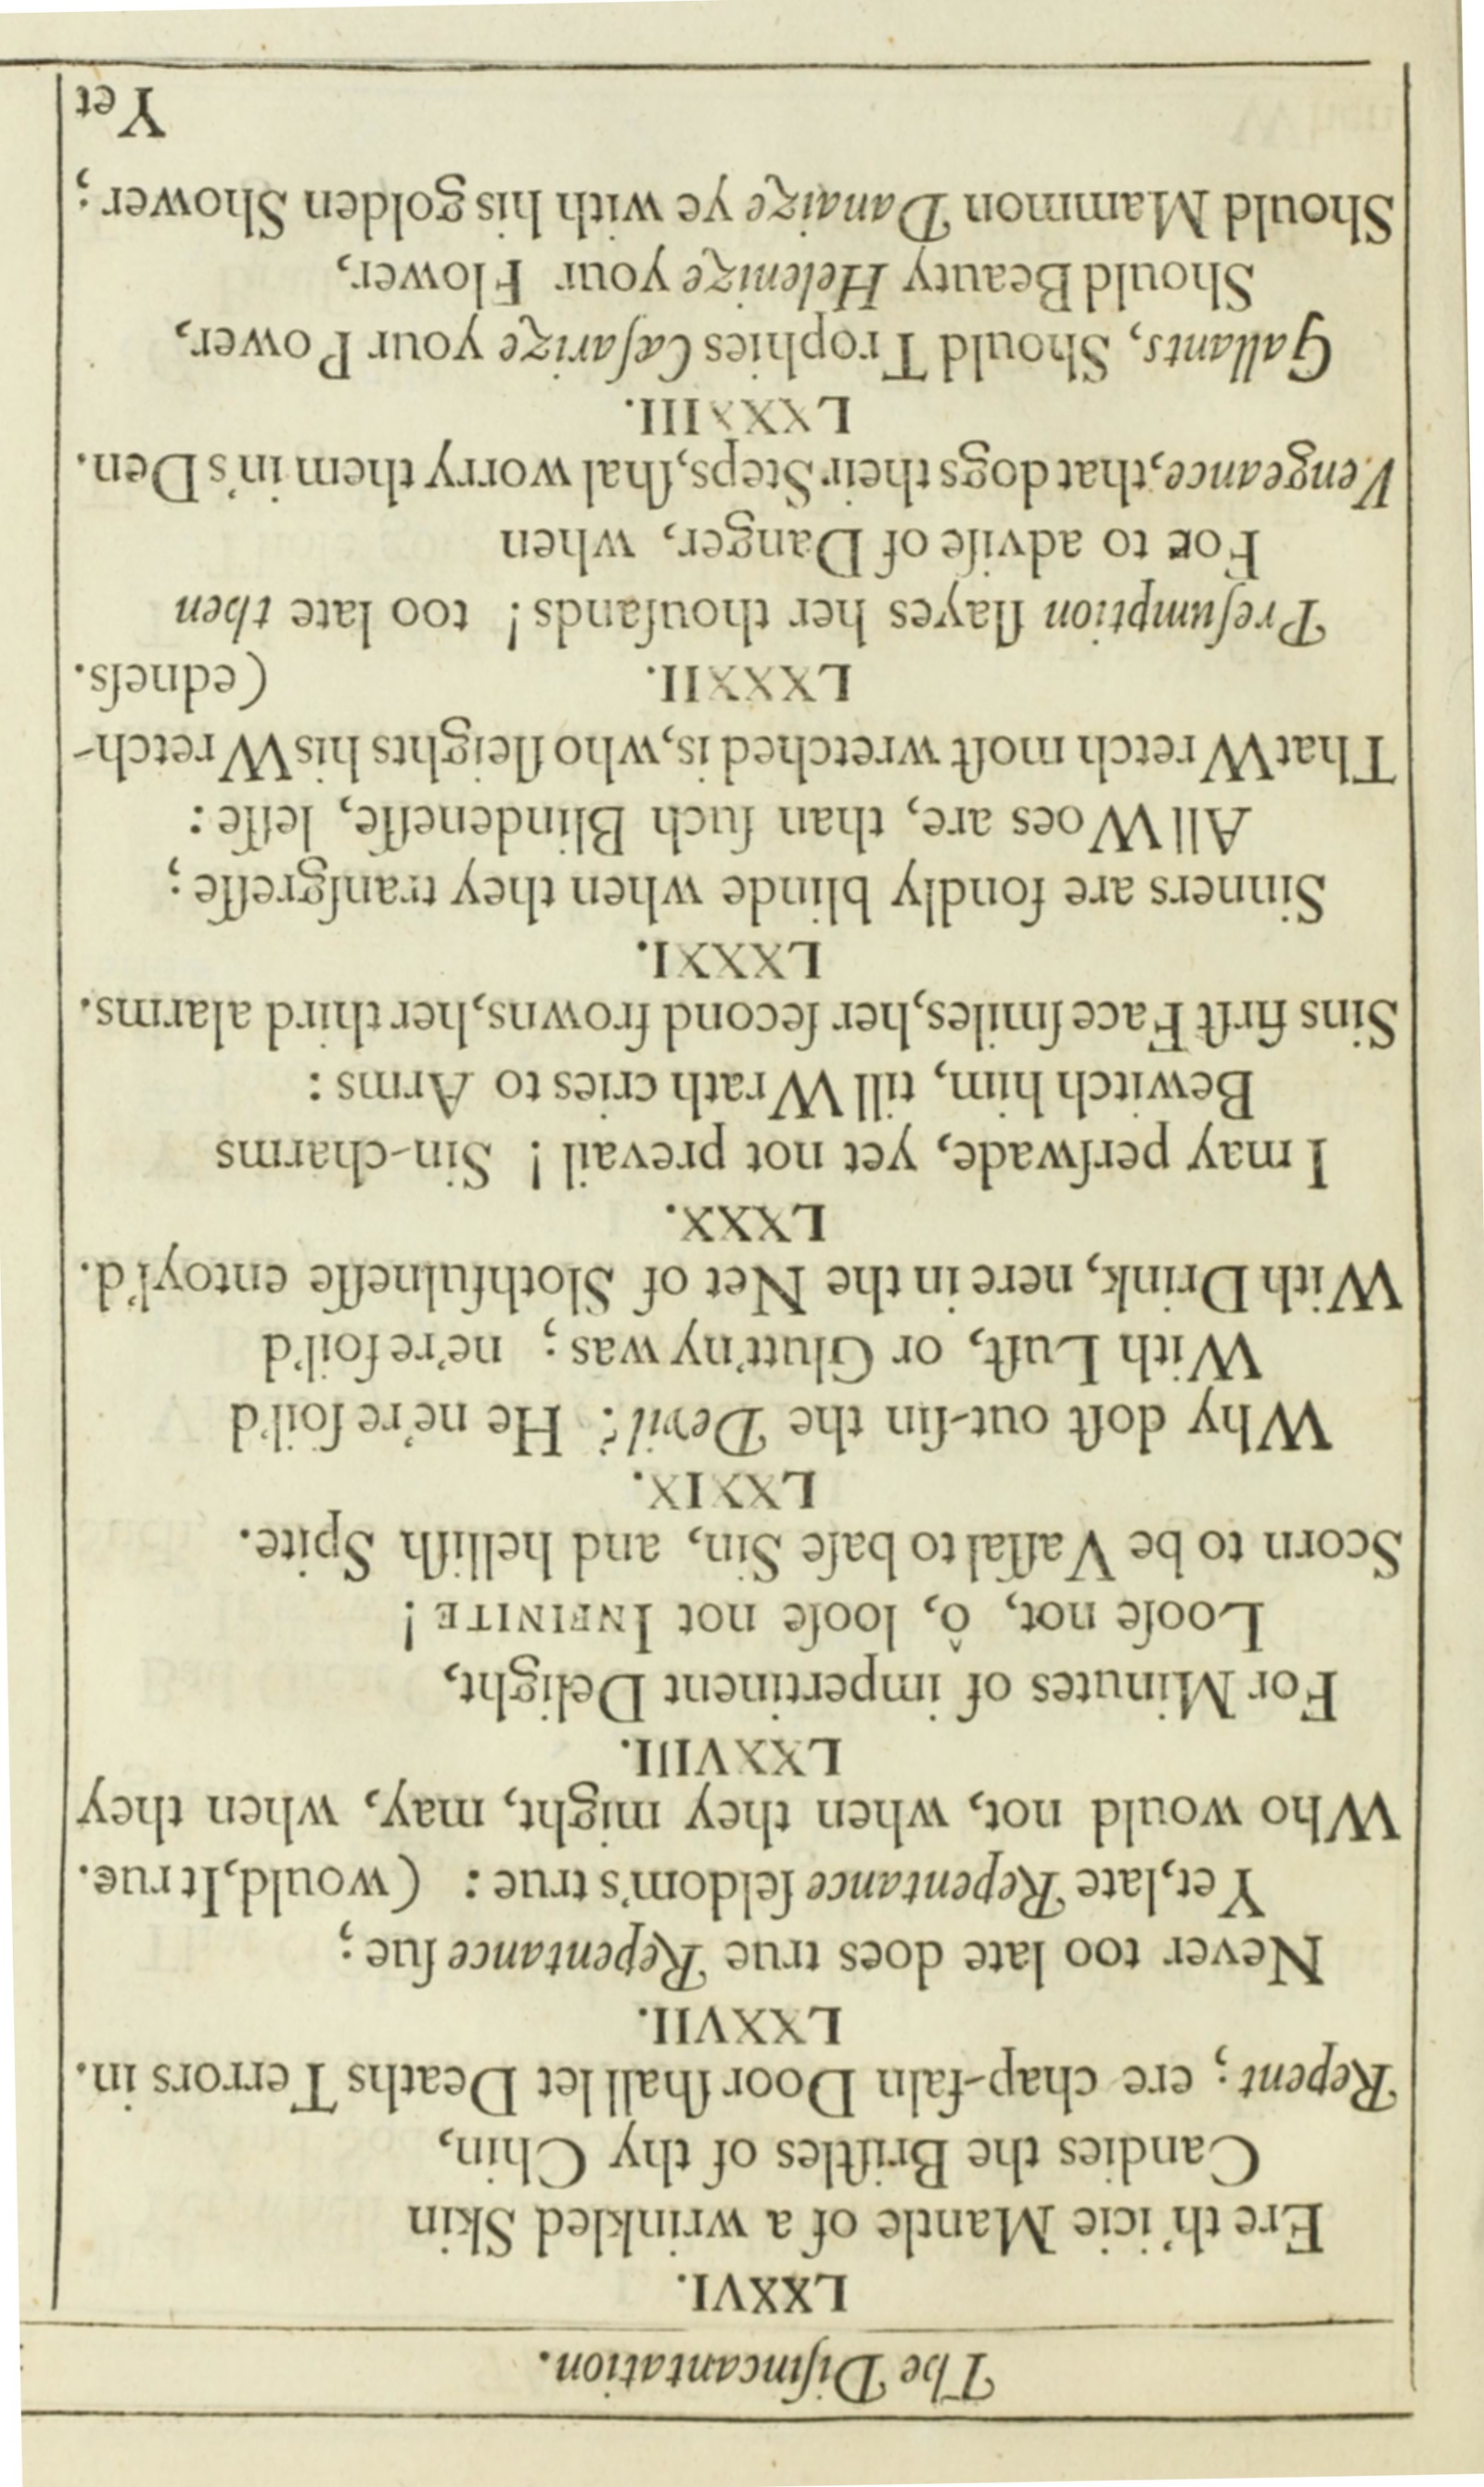 The Diſincantation.
LXXVI.
Ere th'icie Mantle of a wrinkled Skin
Candies the Briſtles of thy Chin,
Repent; ere chap-faln Door ſhall let Deaths Terrors in.
LXXVII.
Never too late does true Repentance ſue;
Yet, late Repentance ſeldom's true: (would, It rue.
Who would not, when they might, may, when they
LXXVIII.
For Minutes of impertinent Delight,
Looſe not, ô, looſe not INFINITE!
Scorn to be Vaſſal to baſe Sin, and helliſh Spite.
LXXIX.
Why doſt out-ſin the Devil? He ne're ſoil'd
With Luſt, or Glutt'ny was; ne're foil'd
With Drink, nere in the Net of Slothfulneſſe entoyl'd.
LXXX.
I may perſwade, yet not prevail! Sin-charms
Bewitch him, till Wrath cries to Arms:
Sins firſt Face ſmiles, her ſecond frowns, her third alarms.
LXXXI.
Sinners are fondly blinde when they tranſgreſſe;
All Woes are, than ſuch Blindeneſſe, leſſe:
That Wretch moſt wretched is, who ſleights his Wretch-
LXXXII. (edneſs.
Preſumption ſlayes her thouſands! too late then
For to adviſe of Danger, when
Vengeance, that dogs their Steps, ſhal worry them in's Den.
LXXXIII.
Gallants, Should Trophies Cæſarize your Power,
Should Beauty Helenize your Flower,
Should Mammon Danaize ye with his golden Shower;
Yet